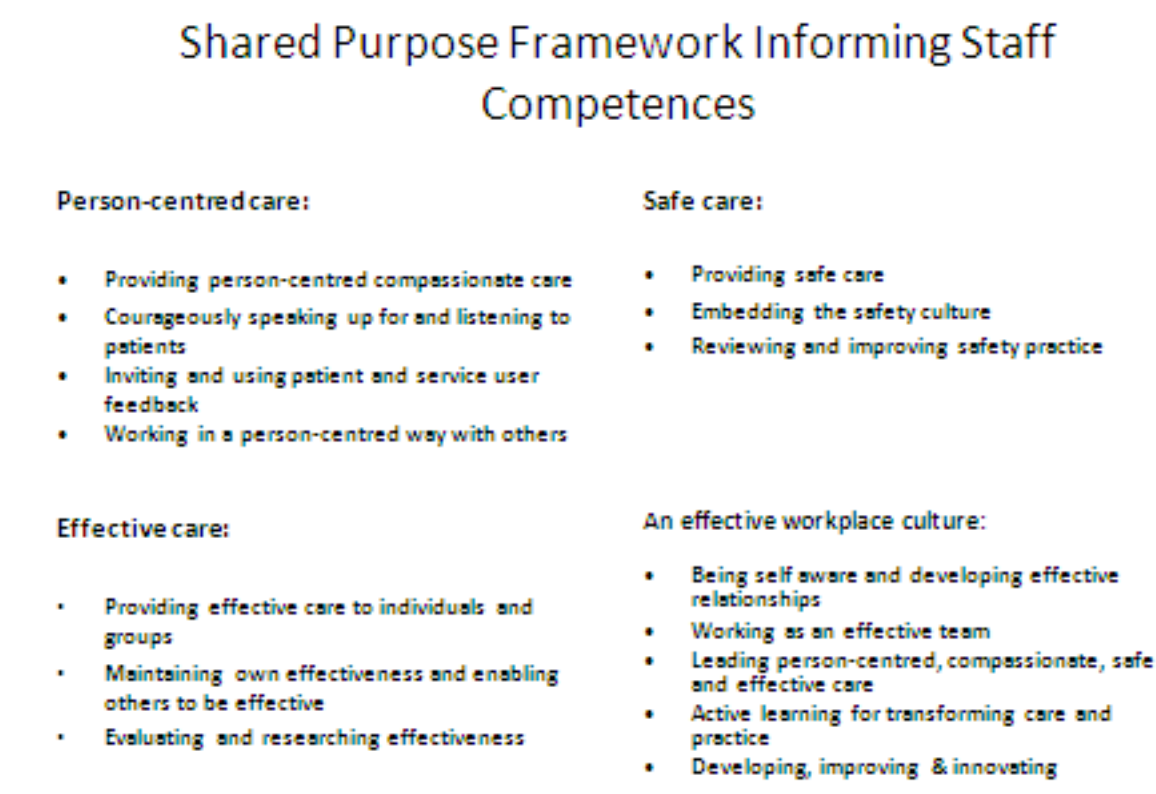 Shared Purpose Framework Informing Staff
Competences
Person-centred care:
• Providing person-centred compassionate care
• Courageously speaking up for and listening to
patients
• Inviting and using patient and service user
feedback
• Working in a person-centred way with others
Safe care:
• Providing safe care
• Embedding the safety culture
• Reviewing and improving safety practice
Effective care:
• Providing effective care to individuals and
groups
• Maintaining own effectiveness and enabling
others to be effective
• Evaluating and researching effectiveness
An effective workplace culture:
• Being self aware and developing effective
relationships
• Working as an effective team
• Leading person-centred, compassionate, safe
and effective care
• Active learning for transforming care and
practice
• Developing, improving & innovating